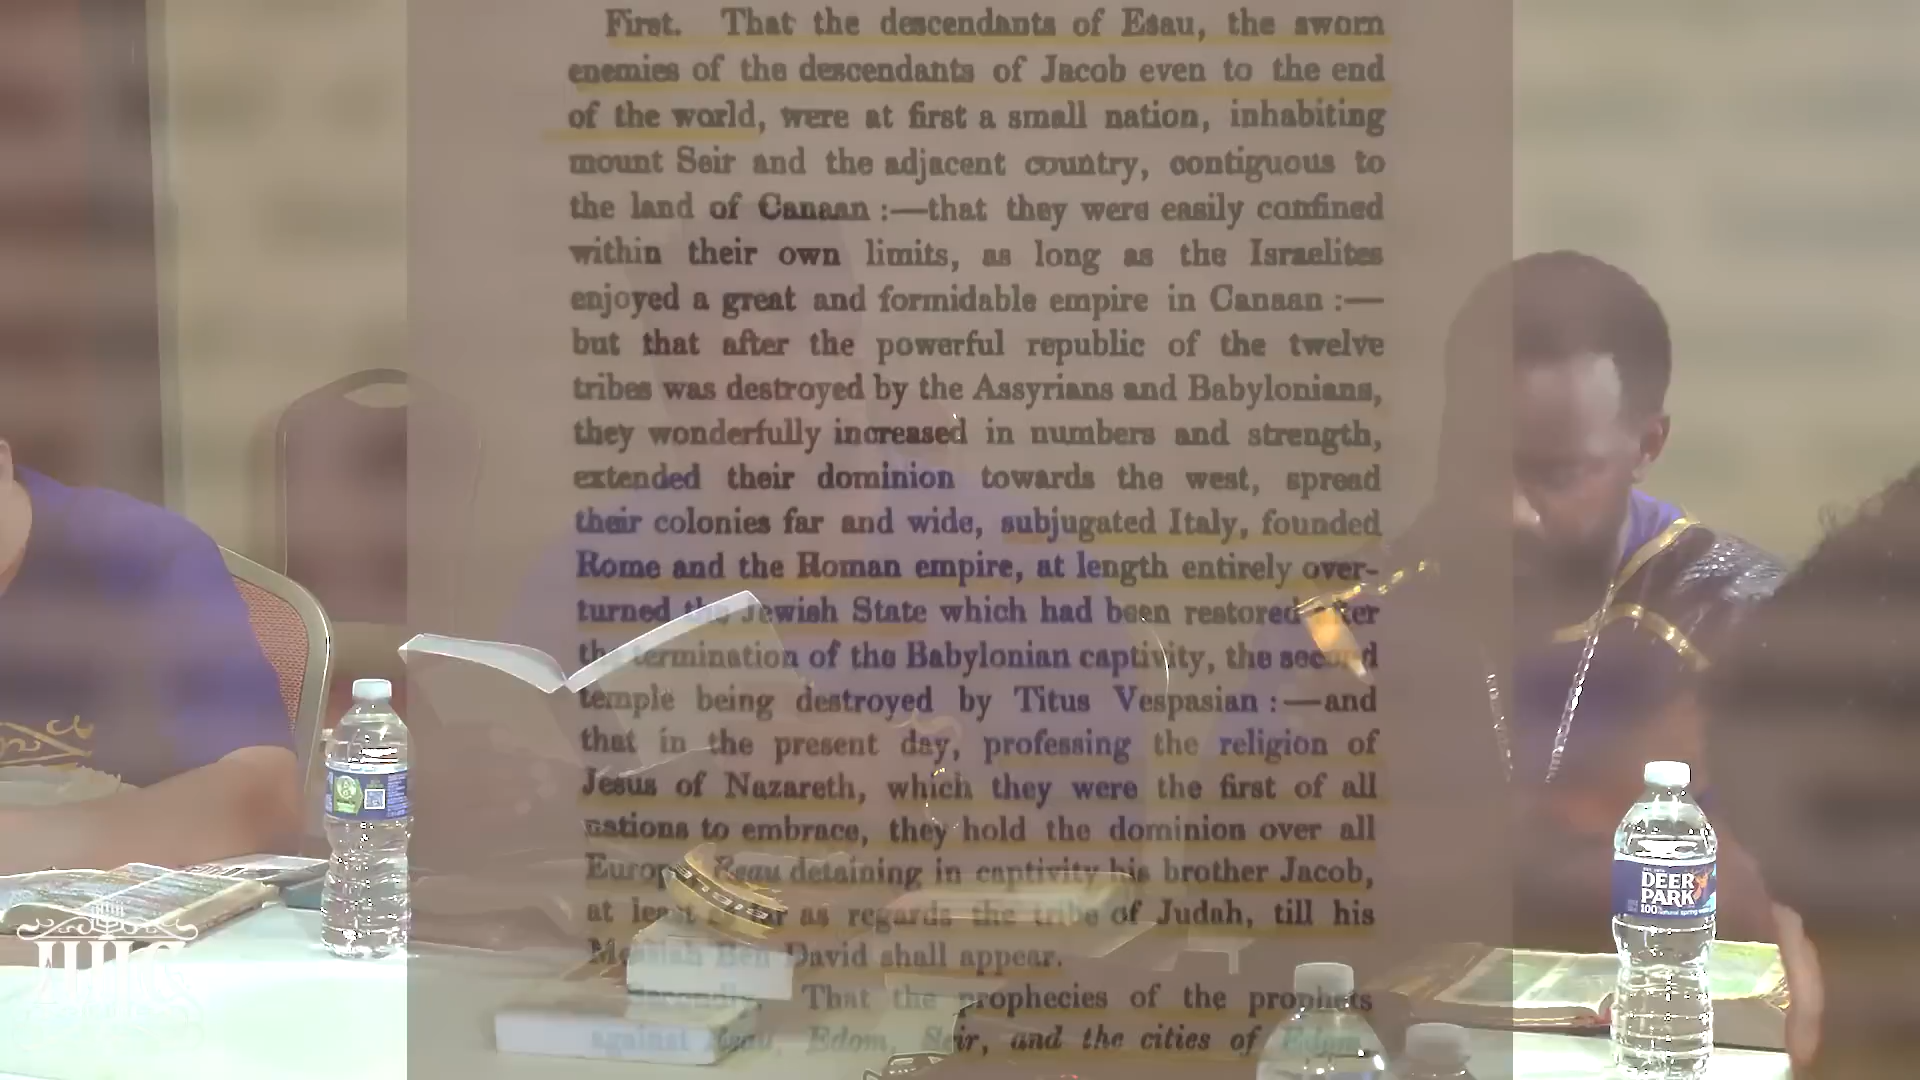 First. That the descendants of Esau, the sworn
enemies of the descendants of Jacob even to the end
of the world, were at first a small nation, inhabiting
mount Seir and the adjacent country, contiguous to
the land of Canaan :—that they were easily confined
within their own limits, as long as the Israelites
enjoyed a great and formidable empire in Canaan :—
but that after the powerful republic of the twelve
tribes was destroyed by the Assyrians and Babylonians,
they wonderfully increased in numbers and strength,
extended their dominion towards the west, spread
their colonies far and wide, subjugated Italy, founded
Rome and the Roman empire, at length entirely over-
turned the Jewish State which had been restored after
the termination of the Babylonian captivity, the second
temple being destroyed by Titus Vespasian :—and
that in the present day, professing the religion of
Jesus of Nazareth, which they were the first of all
nations to embrace, they hold the dominion over all
Europe, Esau detaining in captivity his brother Jacob,
at least so far as regards the tribe of Judah, till his
Messiah Ben David shall appear.
Secondly. That the prophecies of the prophets
against Esau, Edom, Seir, and the cities of Edom,
DEER
PARK
100% natural spring